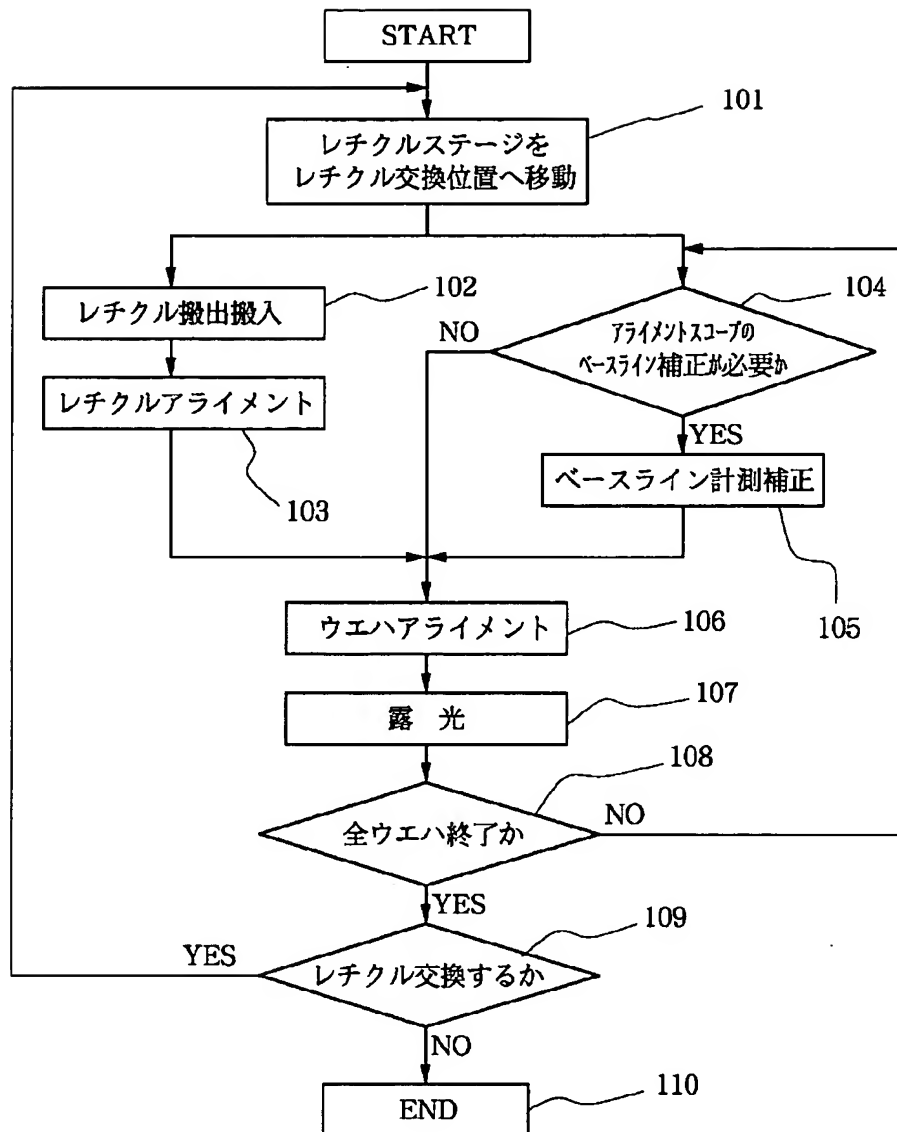 START
101
レチクルステージを
レチクル交換位置へ移動
102
レチクル搬出搬入
104
アライメントスコープの
ベースライン補正が必要か
NO
レチクルアライメント
YES
103
ベースライン計測補正
105
ウエハアライメント
106
107
露 光
108
全ウエハ終了か
NO
YES
109
YES
レチクル交換するか
NO
110
END